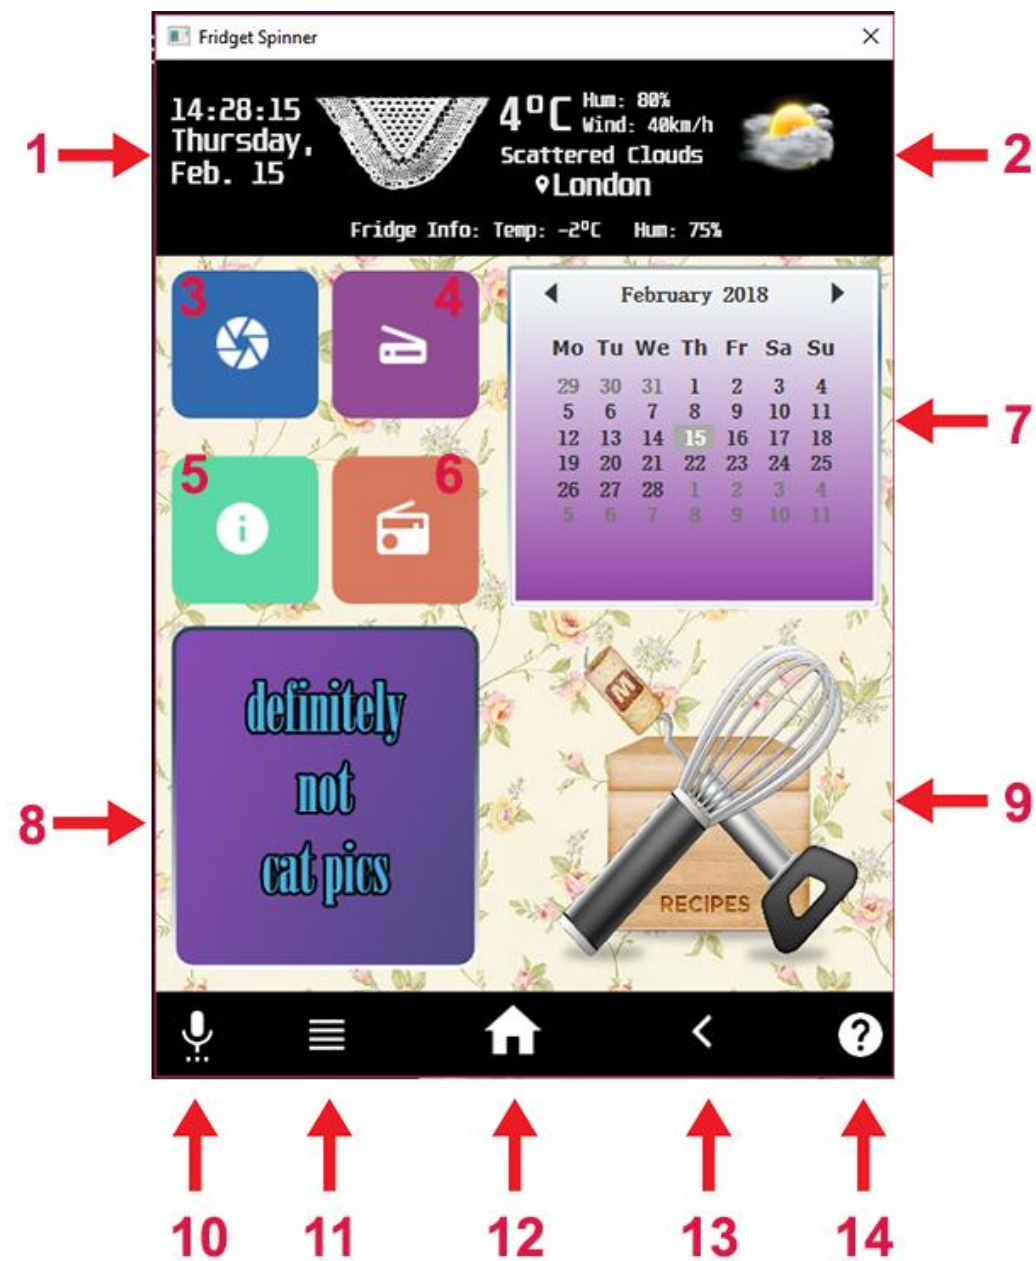 Fridget Spinner
14:28:15
Thursday,
Feb. 15
4°C
Hum: 80%
Wind: 40km/h
Scattered Clouds
London
Fridge Info: Temp: -2°C Hum: 75%
1
2
3
4
5
6
February 2018
Mo Tu We Th Fr Sa Su
29 30 31 1 2 3 4
5 6 7 8 9 10 11
12 13 14 15 16 17 18
19 20 21 22 23 24 25
26 27 28 1 2 3 4
5 6 7 8 9 10 11
7
definitely
not
cat pics
8
M
RECIPES
9
?
10 11 12 13 14